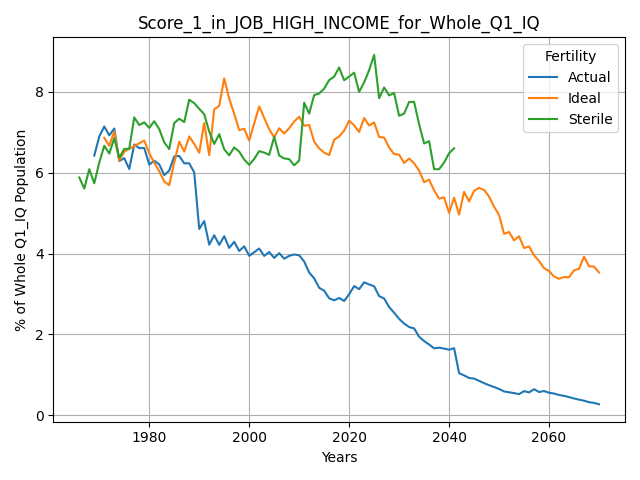 Score_1_in_JOB_HIGH_INCOME_for_Whole_Q1_IQ
Fertility
Actual
Ideal
Sterile
% of Whole Q1_IQ Population
8
6
4
2
0
1980 2000 2020 2040 2060
Years